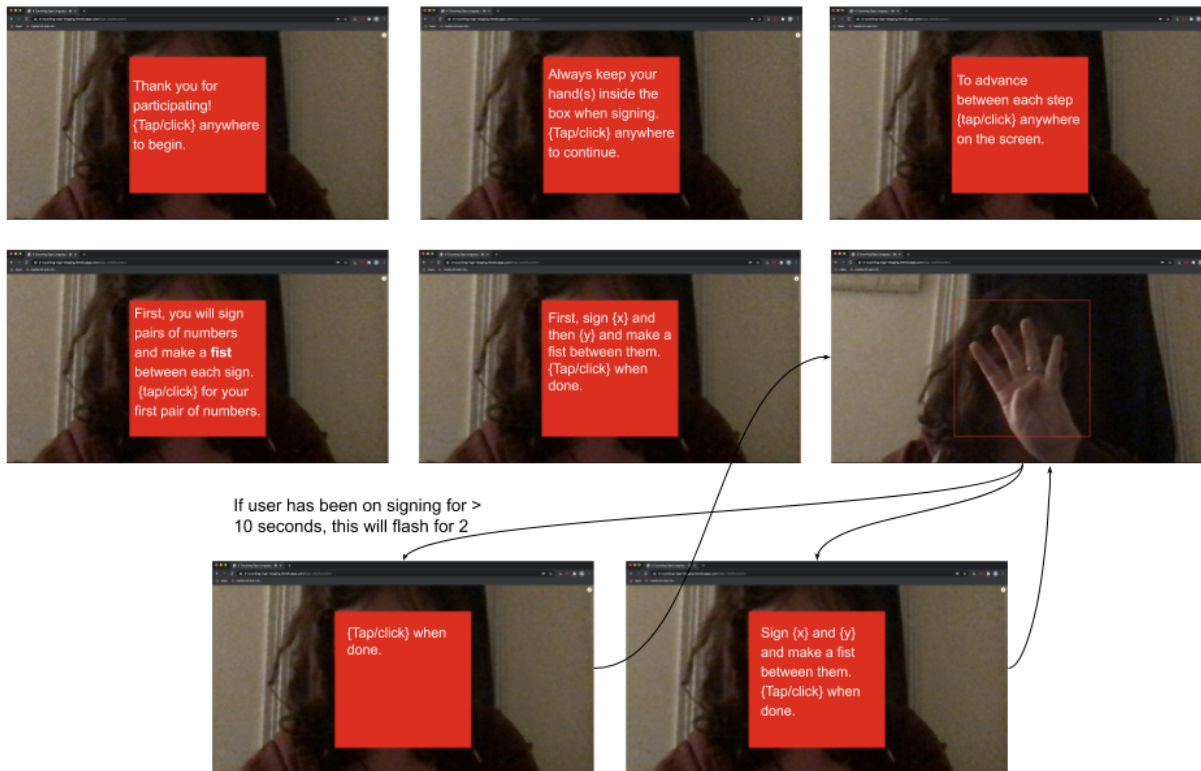 Thank you for
participating!
{Tap/click} anywhere
to begin.
Always keep your
hand(s) inside the
box when signing.
{Tap/click} anywhere
to continue.
To advance
between each step
{tap/click} anywhere
on the screen.
First, you will sign
pairs of numbers
and make a fist
between each sign.
{tap/click} for your
first pair of numbers.
First, sign {x} and
then {y} and make a
fist between them.
{Tap/click} when
done.
If user has been on signing for >
10 seconds, this will flash for 2
{Tap/click} when
done.
Sign {x} and {y}
and make a fist
between them.
{Tap/click} when
done.